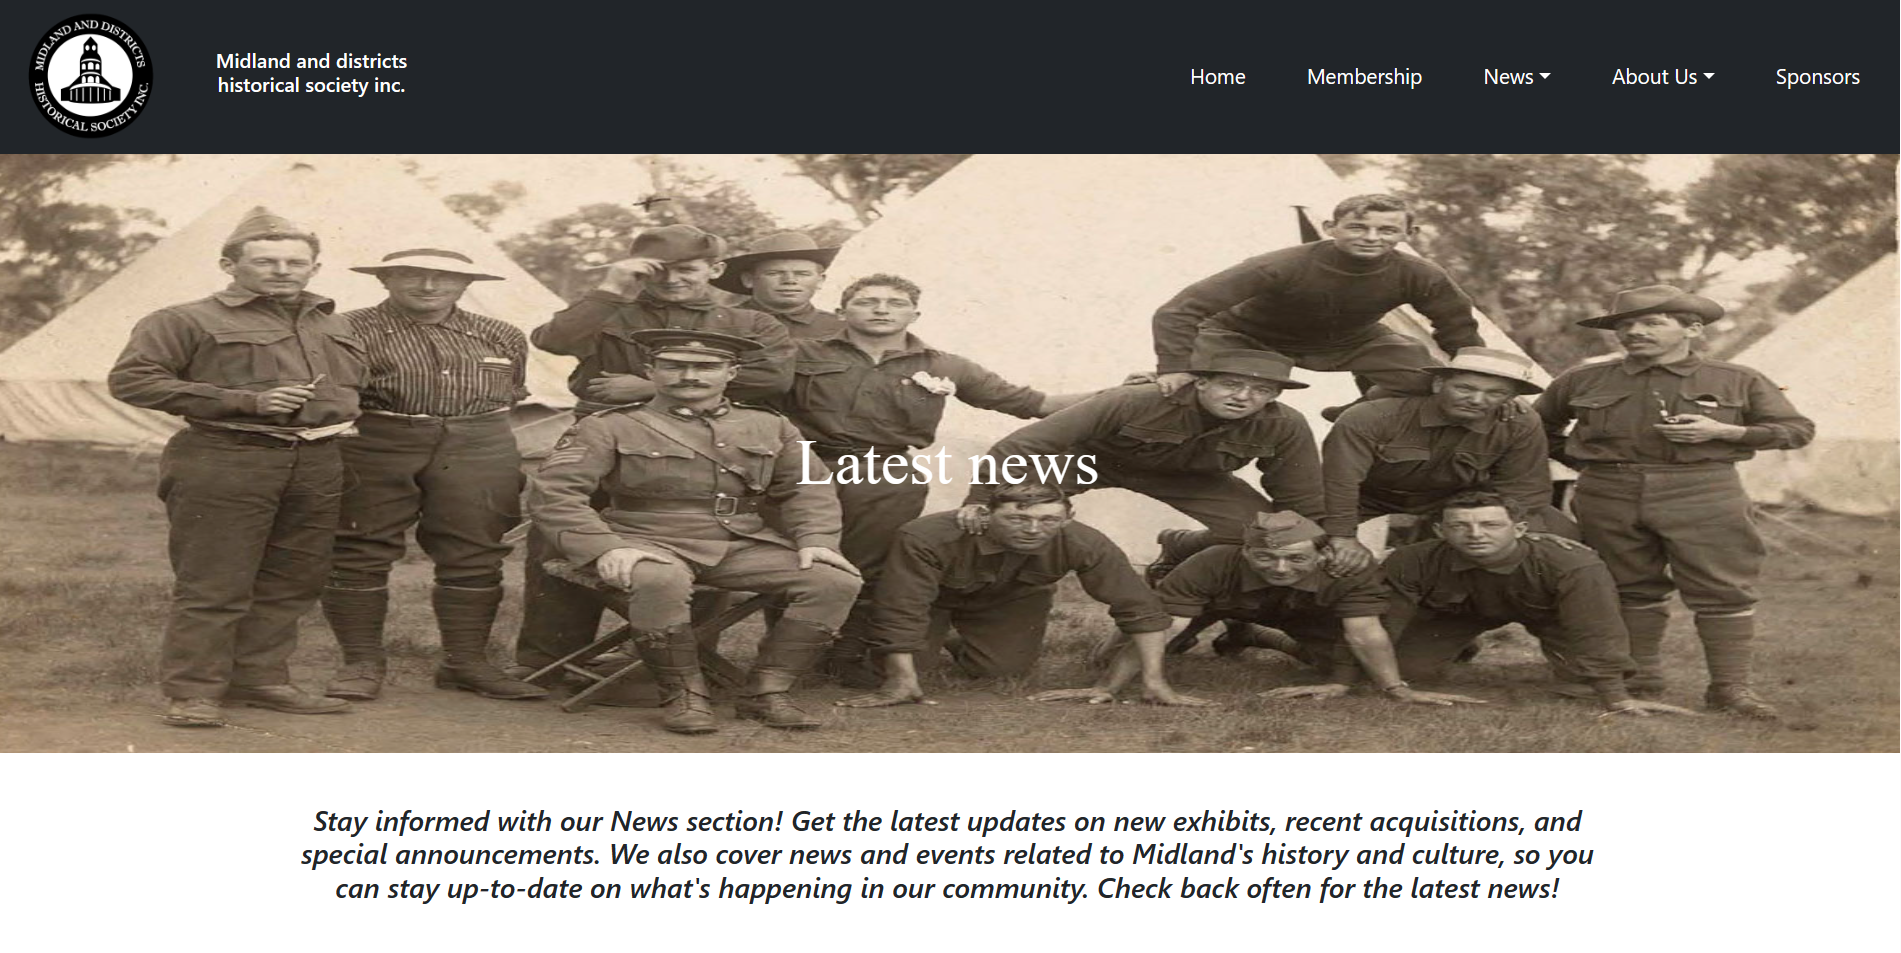 MIDLAND AND DISTRICTS
HISTORICAL SOCIETY INC.
Midland and districts
historical society inc.
Home Membership News About Us Sponsors
Latest news
Stay informed with our News section! Get the latest updates on new exhibits, recent acquisitions, and
special announcements. We also cover news and events related to Midland's history and culture, so you
can stay up-to-date on what's happening in our community. Check back often for the latest news!